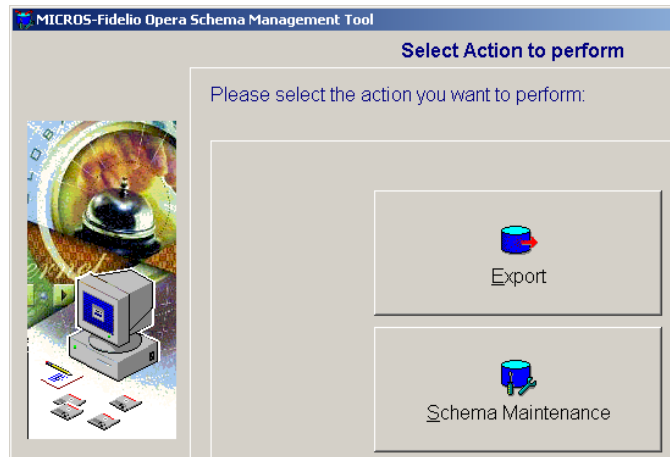 MICROS-Fidelio Opera Schema Management Tool
Select Action to perform
Please select the action you want to perform:
Export
Schema Maintenance